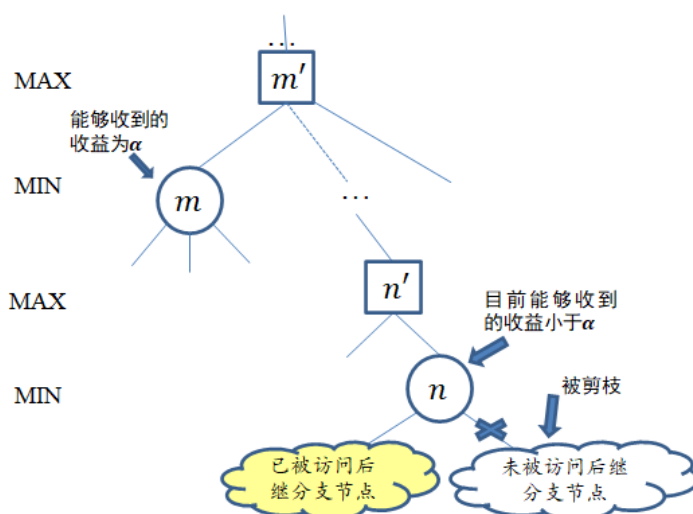 …
m′
MAX
能够收到的
收益为α
MIN
m
…
n′
MAX
目前能够收到
的收益小于α
n
MIN
被剪枝
已被访问后
继分支节点
未被访问后继
分支节点